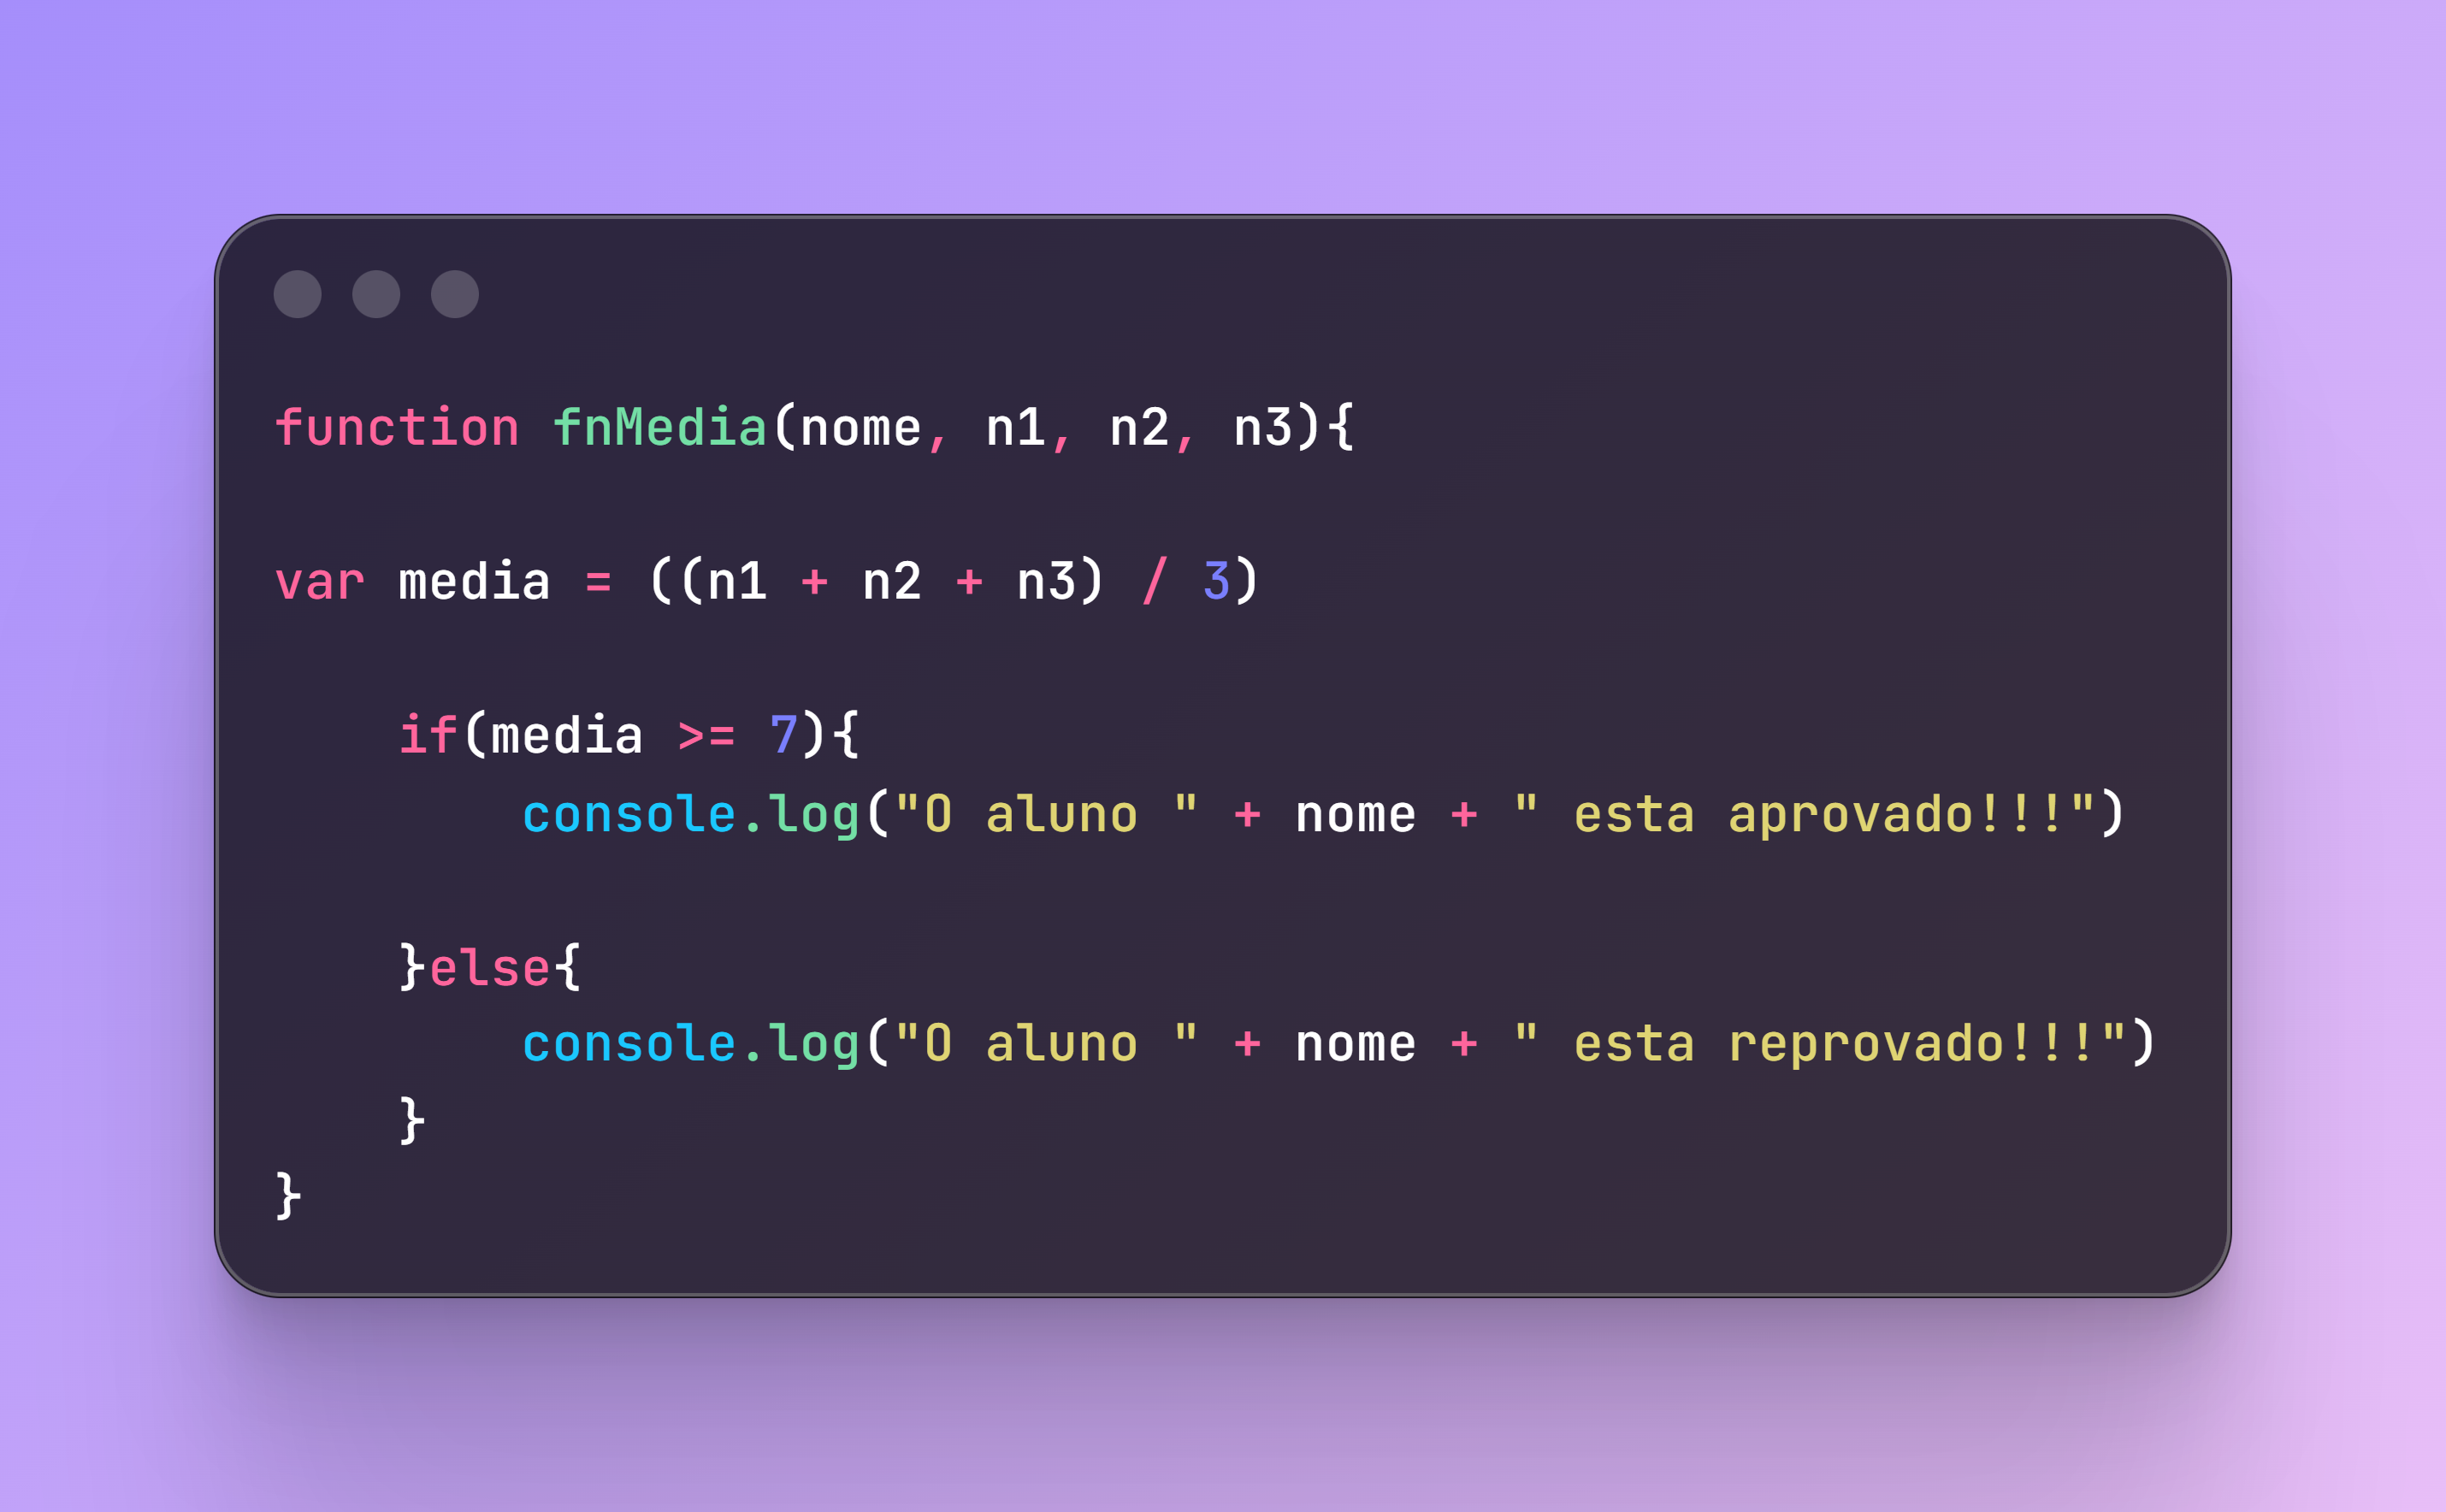 function fnMedia(nome, n1, n2, n3){
var media = ((n1 + n2 + n3) / 3)
if(media >= 7){
console.log("O aluno " + nome + " esta aprovado!!!")
}else{
console.log("O aluno " + nome + " esta reprovado!!!")
}
}